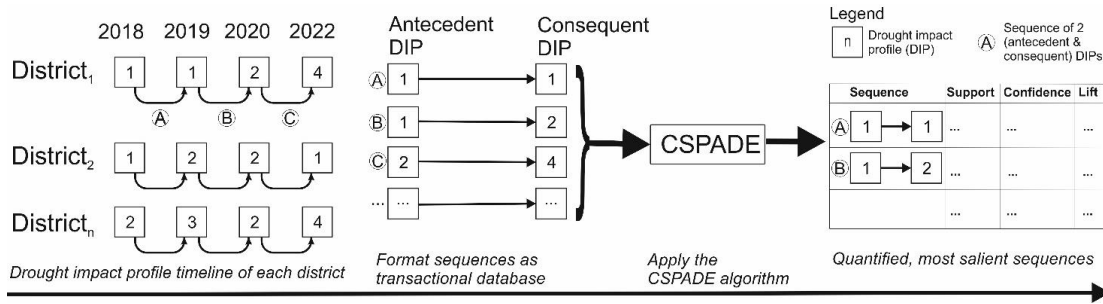 2018 2019 2020 2022
District1 1 1 2 4
A B C
District2 1 2 2 1
Districtn 2 3 2 4
Drought impact profile timeline of each district
Antecedent Consequent
DIP DIP
A 1 1
B 1 2
C 2 4
... ... ...
Format sequences as
transactional database
CSPADE
Apply the
CSPADE algorithm
Legend
n Drought impact
profile (DIP)
A Sequence of 2
(antecedent &
consequent) DIPs
Sequence Support Confidence Lift
A 1 1 ... ... ...
B 1 2 ... ... ...
... ... ...
Quantified, most salient sequences